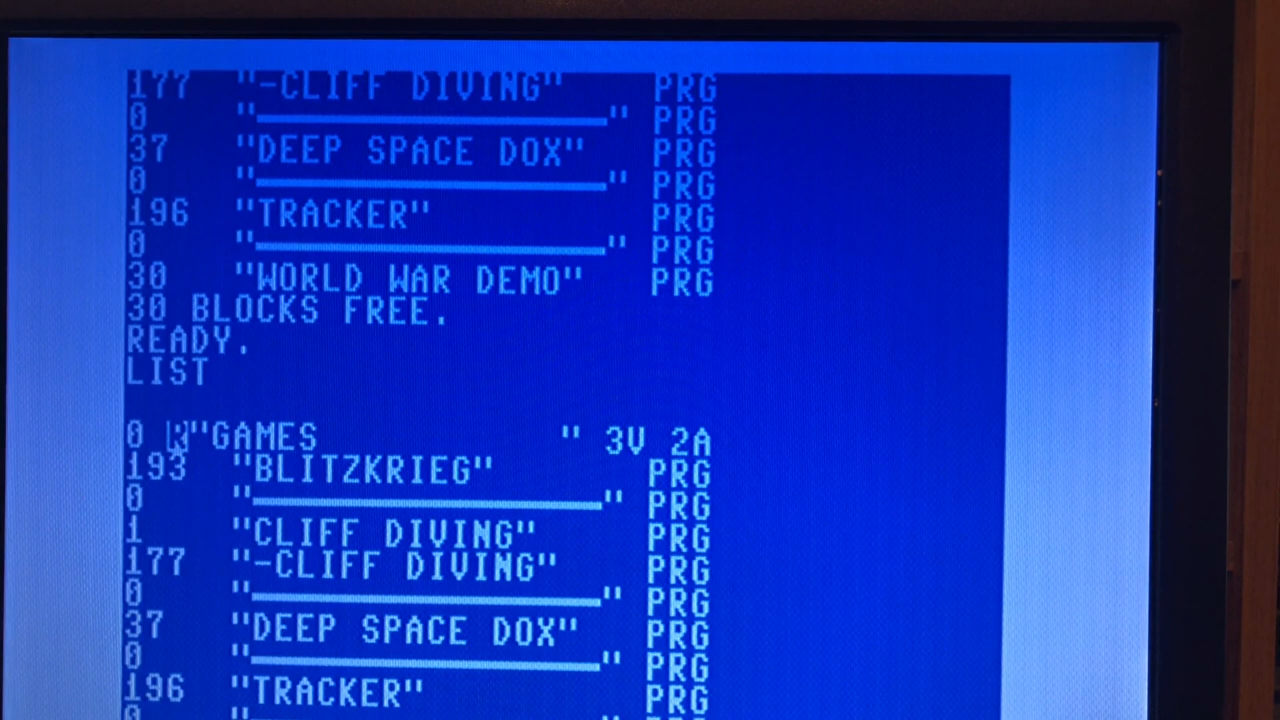 177 "-CLIFF DIVING" PRG
0 "————————————————" PRG
37 "DEEP SPACE DOX" PRG
0 "————————————————" PRG
196 "TRACKER" PRG
0 "————————————————" PRG
30 "WORLD WAR DEMO" PRG
30 BLOCKS FREE.
READY.
LIST
0 "GAMES " 3V 2A
193 "BLITZKRIEG" PRG
0 "————————————————" PRG
1 "CLIFF DIVING" PRG
177 "-CLIFF DIVING" PRG
0 "————————————————" PRG
37 "DEEP SPACE DOX" PRG
0 "————————————————" PRG
196 "TRACKER" PRG